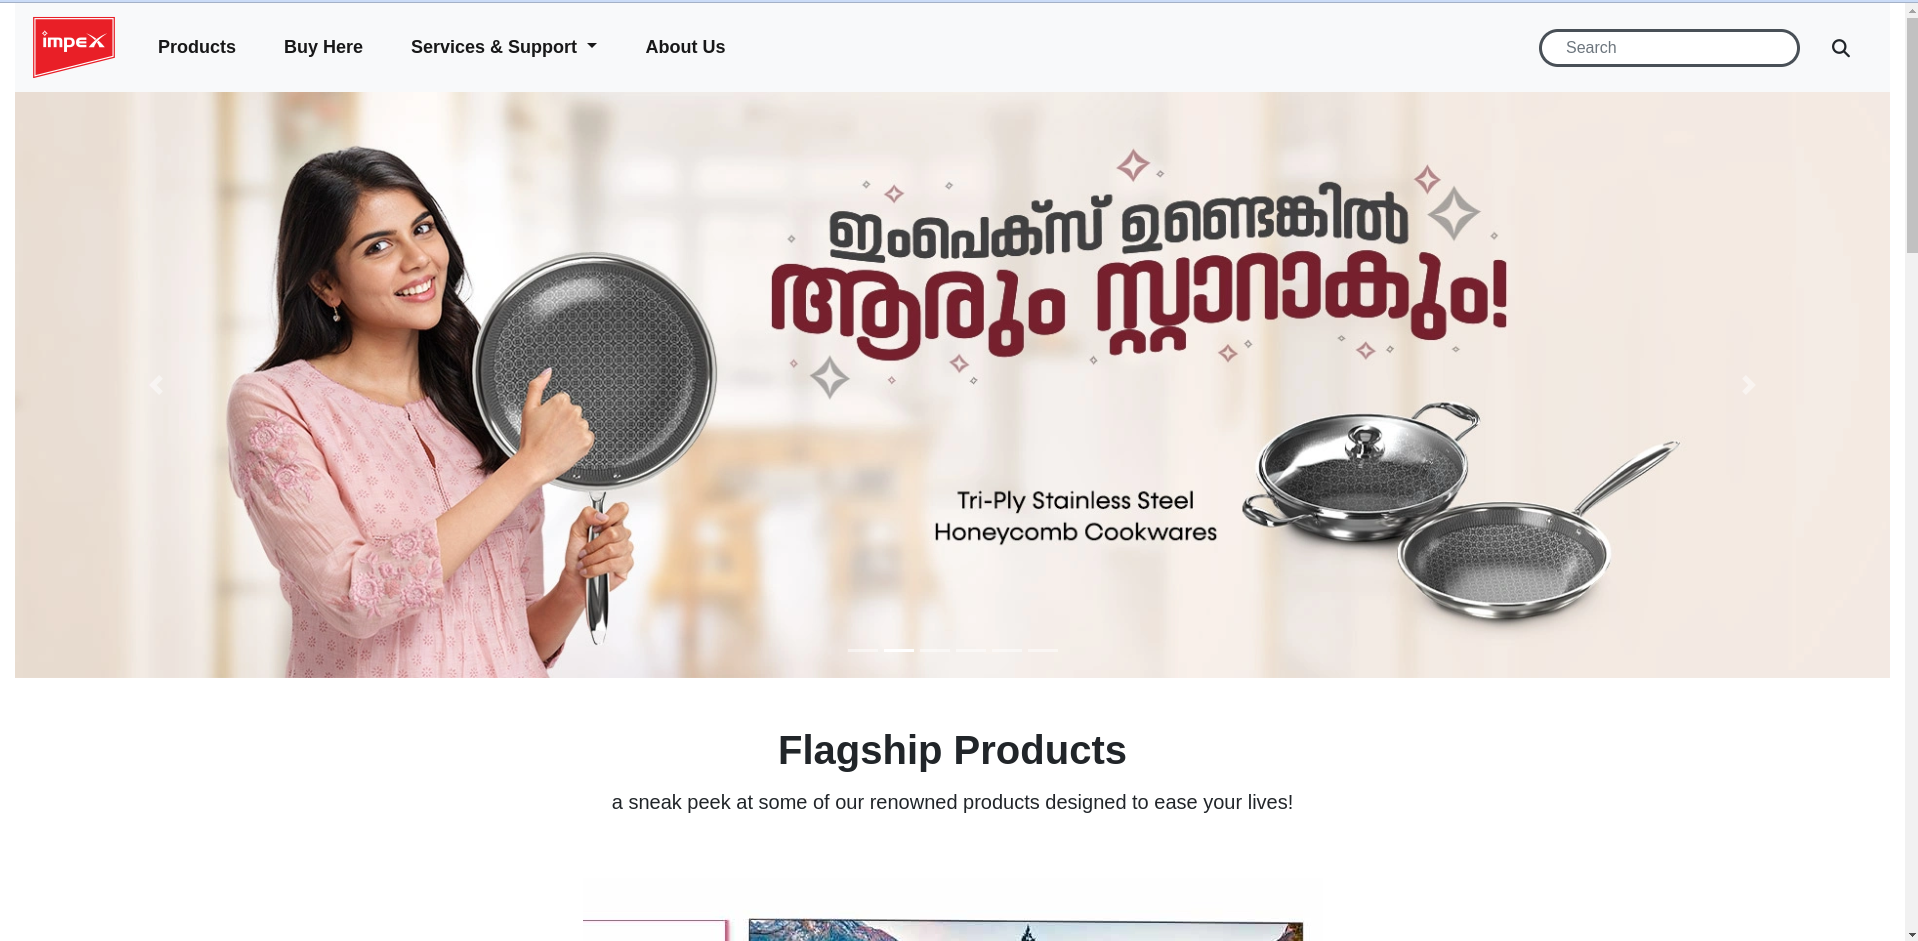 impex
Products
Buy Here
Services & Support
About Us
Search
ഇംപെക്സ് ഉണ്ടെങ്കിൽ
ആരും സ്റ്റാറാകും!
Tri-Ply Stainless Steel
Honeycomb Cookwares
Flagship Products
a sneak peek at some of our renowned products designed to ease your lives!